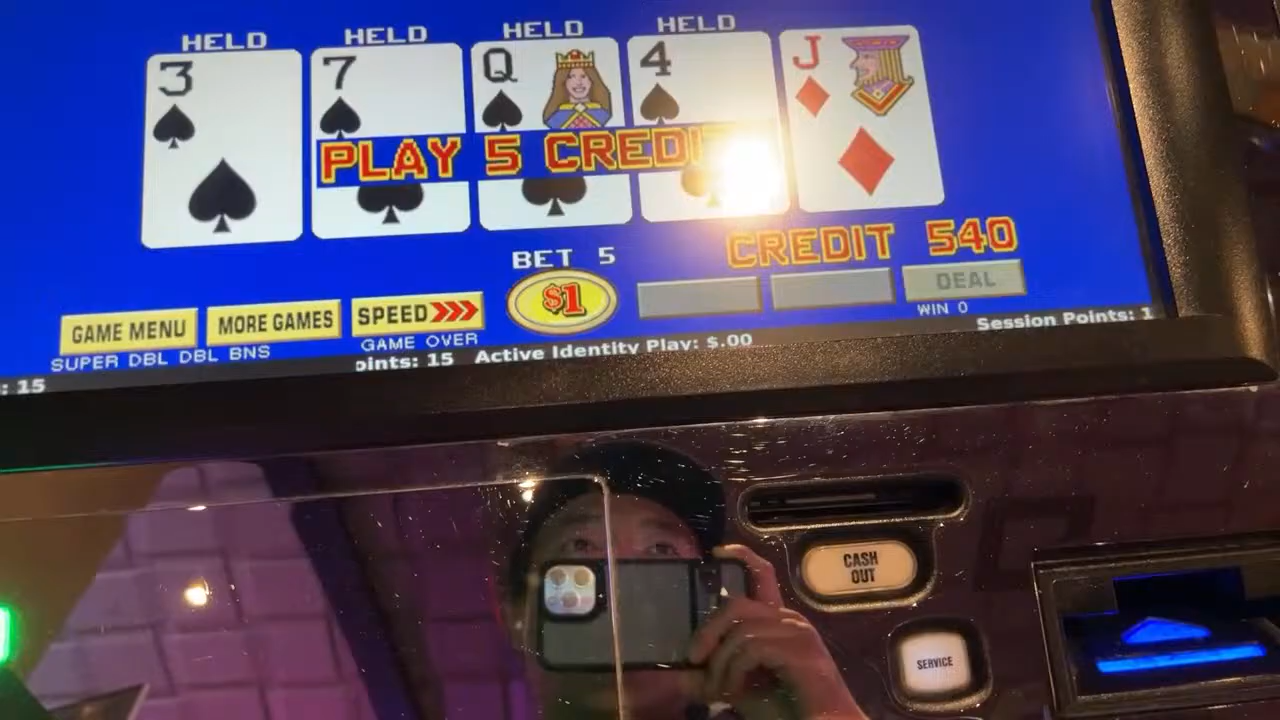 HELD HELD HELD HELD
3 7 Q 4 J
PLAY 5 CREDIT
BET 5 CREDIT 540
GAME MENU MORE GAMES SPEED $1 DEAL
SUPER DBL DBL BNS GAME OVER WIN 0
: 15 oints: 15 Active Identity Play: $.00 Session Points: 1
CASH
OUT
SERVICE